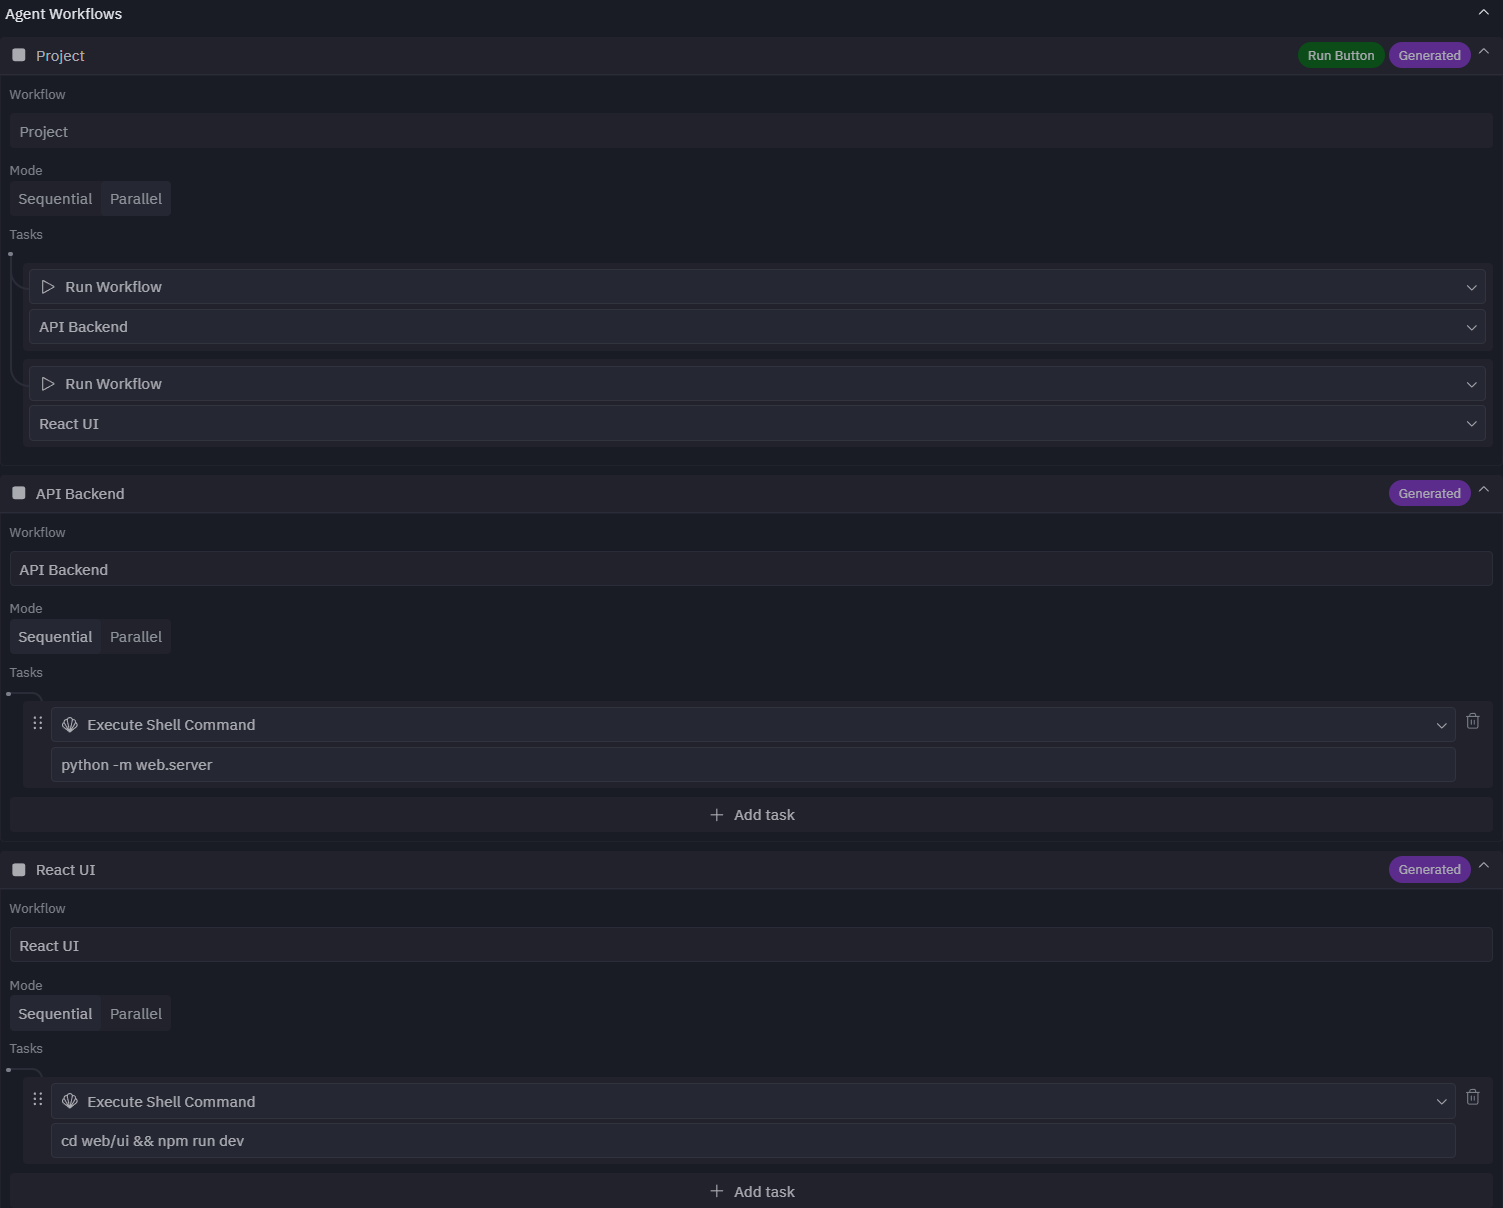 Agent Workflows
Project
Run Button
Generated
Workflow
Project
Mode
Sequential
Parallel
Tasks
Run Workflow
API Backend
Run Workflow
React UI
API Backend
Generated
Workflow
API Backend
Mode
Sequential
Parallel
Tasks
Execute Shell Command
python -m web.server
Add task
React UI
Generated
Workflow
React UI
Mode
Sequential
Parallel
Tasks
Execute Shell Command
cd web/ui && npm run dev
Add task